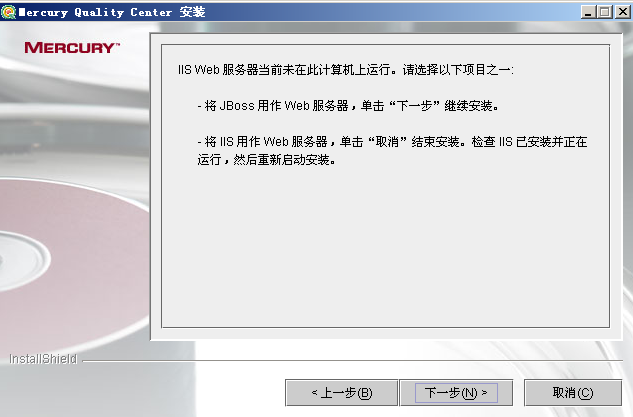 Mercury Quality Center 安装
MERCURY™
IIS Web 服务器当前未在此计算机上运行。请选择以下项目之一:
- 将 JBoss 用作 Web 服务器，单击“下一步”继续安装。
- 将 IIS 用作 Web 服务器，单击“取消”结束安装。检查 IIS 已安装并正在
运行，然后重新启动安装。
InstallShield
< 上一步(B)
下一步(N) >
取消(C)